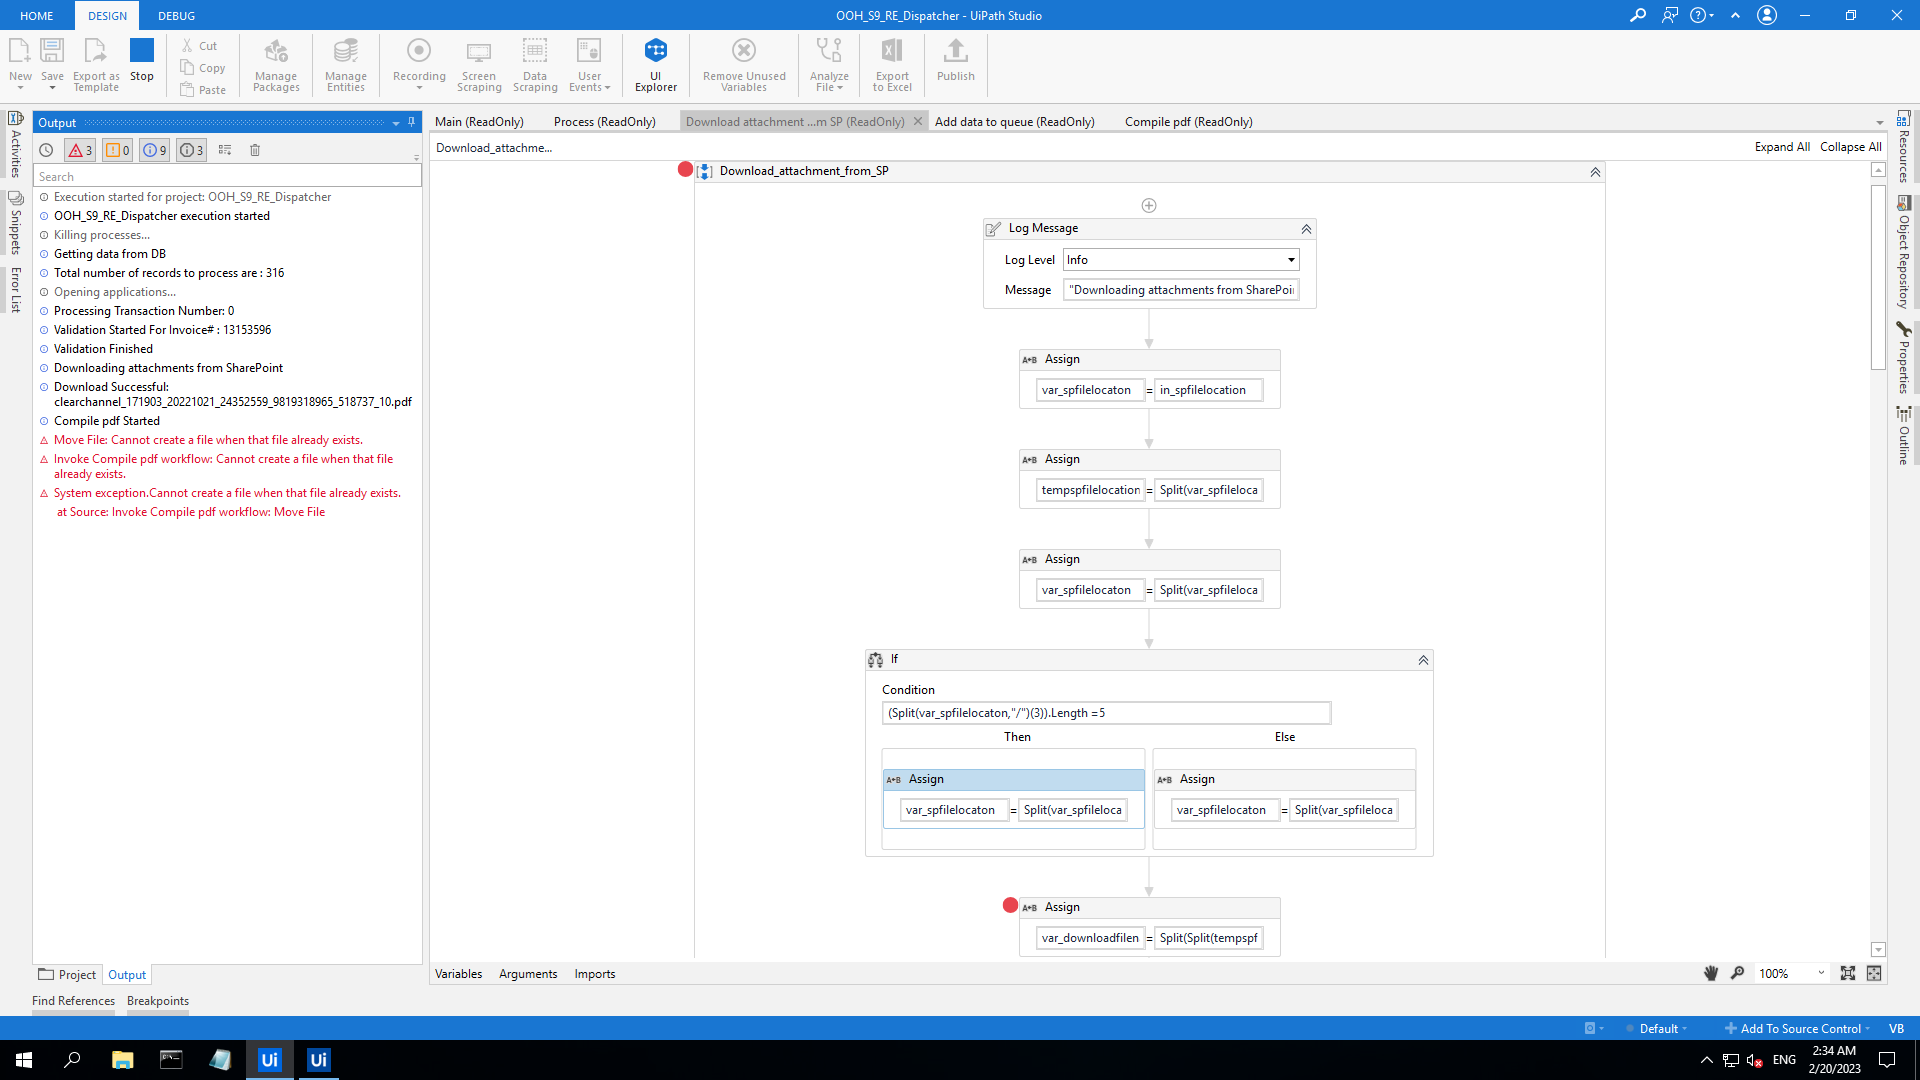 HOME
DESIGN
DEBUG
OOH_S9_RE_Dispatcher - UiPath Studio
New
Save
Export as
Template
Stop
Cut
Copy
Paste
Manage
Packages
Manage
Entities
Recording
Screen
Scraping
Data
Scraping
User
Events
UI
Explorer
Remove Unused
Variables
Analyze
File
Export
to Excel
Publish
Activities
Snippets
Error List
Output
3
0
9
3
Search
Execution started for project: OOH_S9_RE_Dispatcher
OOH_S9_RE_Dispatcher execution started
Killing processes...
Getting data from DB
Total number of records to process are : 316
Opening applications...
Processing Transaction Number: 0
Validation Started For Invoice# : 13153596
Validation Finished
Downloading attachments from SharePoint
Download Successful:
clearchannel_171903_20221021_24352559_9819318965_518737_10.pdf
Compile pdf Started
Move File: Cannot create a file when that file already exists.
Invoke Compile pdf workflow: Cannot create a file when that file
already exists.
System exception.Cannot create a file when that file already exists.
at Source: Invoke Compile pdf workflow: Move File
Project
Output
Find References
Breakpoints
Main (ReadOnly)
Process (ReadOnly)
Download attachment ...m SP (ReadOnly)
Add data to queue (ReadOnly)
Compile pdf (ReadOnly)
Download_attachme...
Expand All
Collapse All
Download_attachment_from_SP
Log Message
Log Level
Info
Message
"Downloading attachments from SharePoi
A+B Assign
var_spfilelocaton = in_spfilelocation
A+B Assign
tempspfilelocation = Split(var_spfileloca
A+B Assign
var_spfilelocaton = Split(var_spfileloca
If
Condition
(Split(var_spfilelocaton,"/")(3)).Length =5
Then
Else
A+B Assign
var_spfilelocaton = Split(var_spfileloca
A+B Assign
var_spfilelocaton = Split(var_spfileloca
A+B Assign
var_downloadfilen = Split(Split(tempspf
Variables
Arguments
Imports
100%
Resources
Object Repository
Properties
Outline
Default
Add To Source Control
VB
Ui
Ui
ENG
2:34 AM
2/20/2023